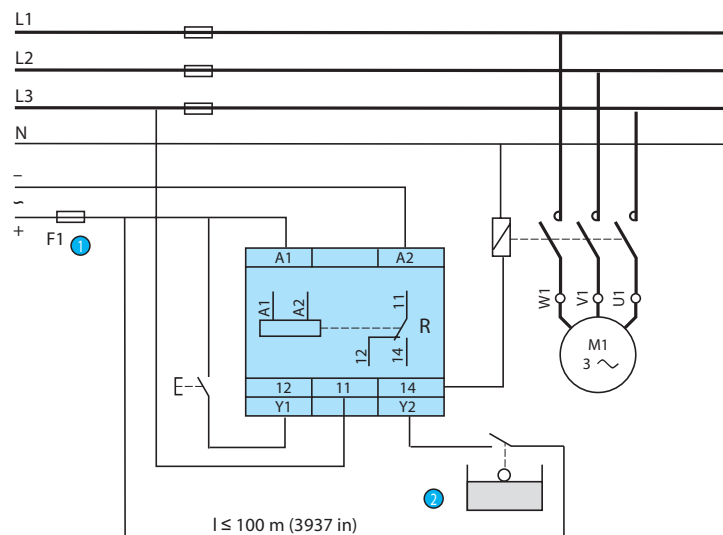 L1
L2
L3
N
–
~
+
F1
1
A1
A2
A1
A2
11
R
12
14
12
11
14
Y1
Y2
W1
V1
U1
M1
3 ~
E
2
l ≤ 100 m (3937 in)